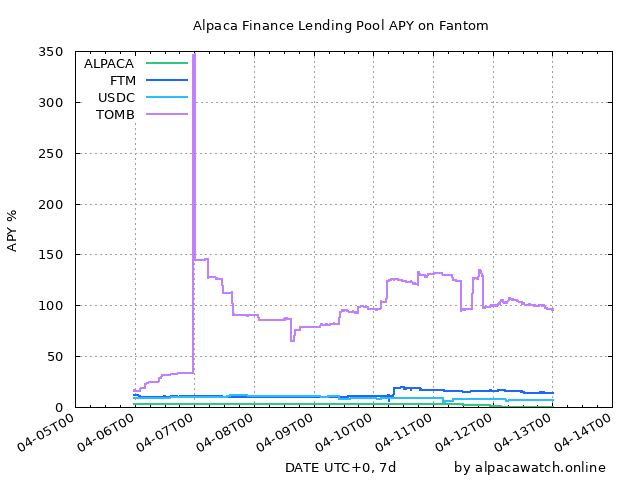 Alpaca Finance Lending Pool APY on Fantom
350
300
250
200
150
100
50
0
APY %
ALPACA
FTM
USDC
TOMB
04-05T00
04-06T00
04-07T00
04-08T00
04-09T00
04-10T00
04-11T00
04-12T00
04-13T00
04-14T00
DATE UTC+0, 7d
by alpacawatch.online